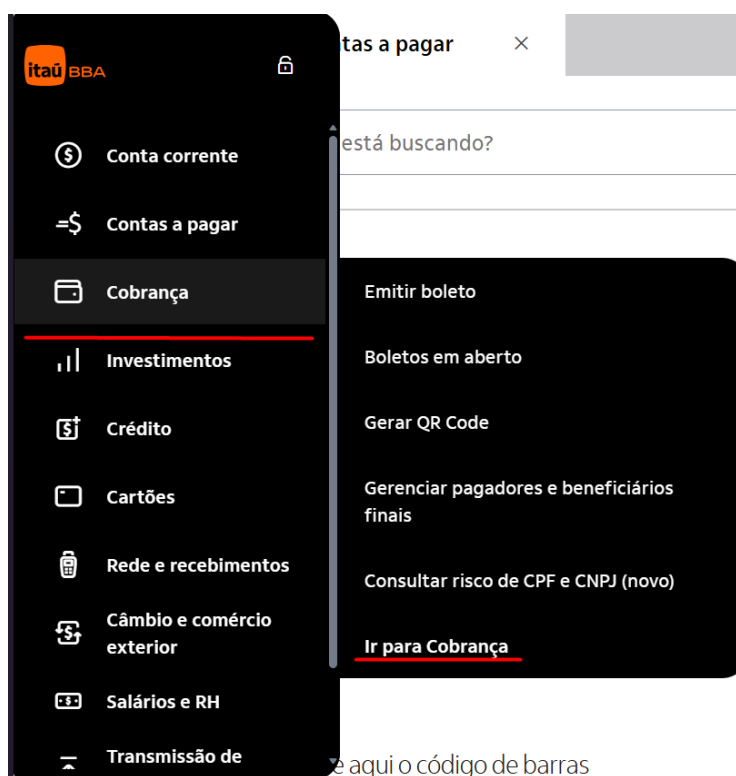 itaú BBA
tas a pagar
está buscando?
Conta corrente
Contas a pagar
Cobrança
Investimentos
Crédito
Cartões
Rede e recebimentos
Câmbio e comércio
exterior
Salários e RH
Transmissão de
Emitir boleto
Boletos em aberto
Gerar QR Code
Gerenciar pagadores e beneficiários
finais
Consultar risco de CPF e CNPJ (novo)
Ir para Cobrança
e aqui o código de barras